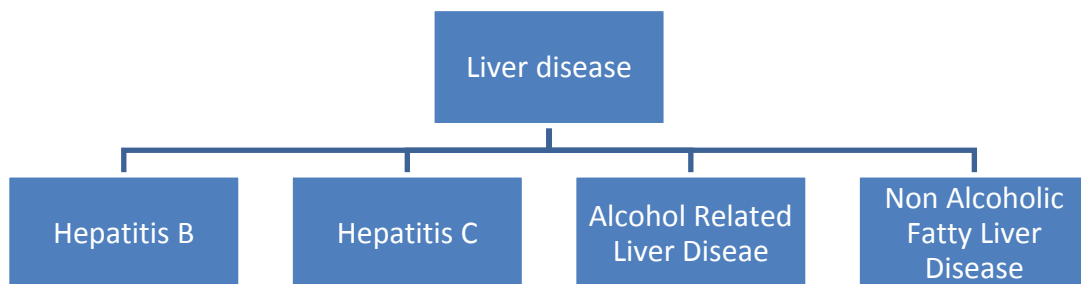 Liver disease
Hepatitis B
Hepatitis C
Alcohol Related
Liver Diseae
Non Alcoholic
Fatty Liver
Disease